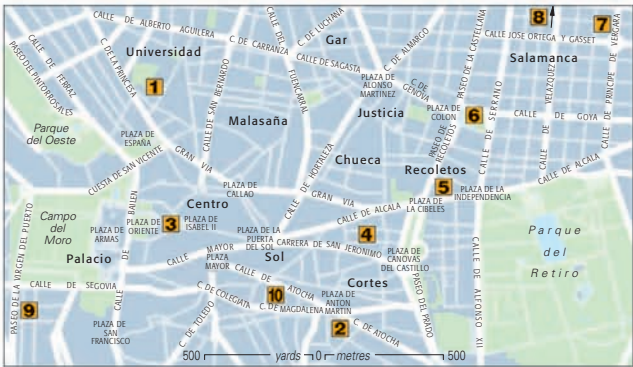 CALLE DE ALBERTO AGUILERA
C. DE LUCHANA
CALLE DEL
FUENCARRAL
Gar
C. DE ALMARGO
PASEO DE LA CASTELLANA
8
7
CALLE JOSE ORTEGA Y GASSET
CALLE DE PRINCIPE DE VERGARA
PASEO DEL PINTOR ROSALES
CALLE DE FERRAZ
C. DE LA PRINCESA
Universidad
C. DE CARRANZA
CALLE DE SAGASTA
Salamanca
1
CALLE DE SAN BERNARDO
PLAZA DE
ALONSO
MARTINEZ
C. DE
GENOVA
CALLE DE SERRANO
CALLE DE VELAZQUEZ
Malasaña
Justicia
PLAZA DE
COLON
6
CALLE DE GOYA
Parque
del Oeste
PLAZA DE
ESPAÑA
GRAN VIA
CALLE DE HORTALEZA
Chueca
PASEO DE
RECOLETOS
Recoletos
CALLE DE ALCALA
CUESTA DE SAN VICENTE
PLAZA DE
CALLAO
GRAN VIA
5
PLAZA DE LA
INDEPENDENCIA
Centro
CALLE DE ALCALA
PLAZA DE
LA CIBELES
Campo
del
Moro
PLAZA DE
ARMAS
CALLE DE BAILEN
PLAZA DE
ORIENTE
3
PLAZA DE
ISABEL II
PLAZA DE LA
PUERTA
DEL SOL
4
Parque
del
Retiro
Palacio
CALLE MAYOR
CARRERA DE SAN JERONIMO
Sol
PLAZA DE
CANOVAS
DEL CASTILLO
PLAZA
MAYOR
CALLE DE ATOCHA
Cortes
PASEO DE LA VIRGEN DEL PUERTO
CALLE DE SEGOVIA
C. DE COLEGIATA
10
C. DE MAGDALENA
PLAZA DE
ANTON
MARTIN
PASEO DEL PRADO
CALLE DE ALFONSO XII
9
PLAZA DE
SAN
FRANCISCO
C. DE TOLEDO
2
C. DE ATOCHA
500 yards 0 metres 500